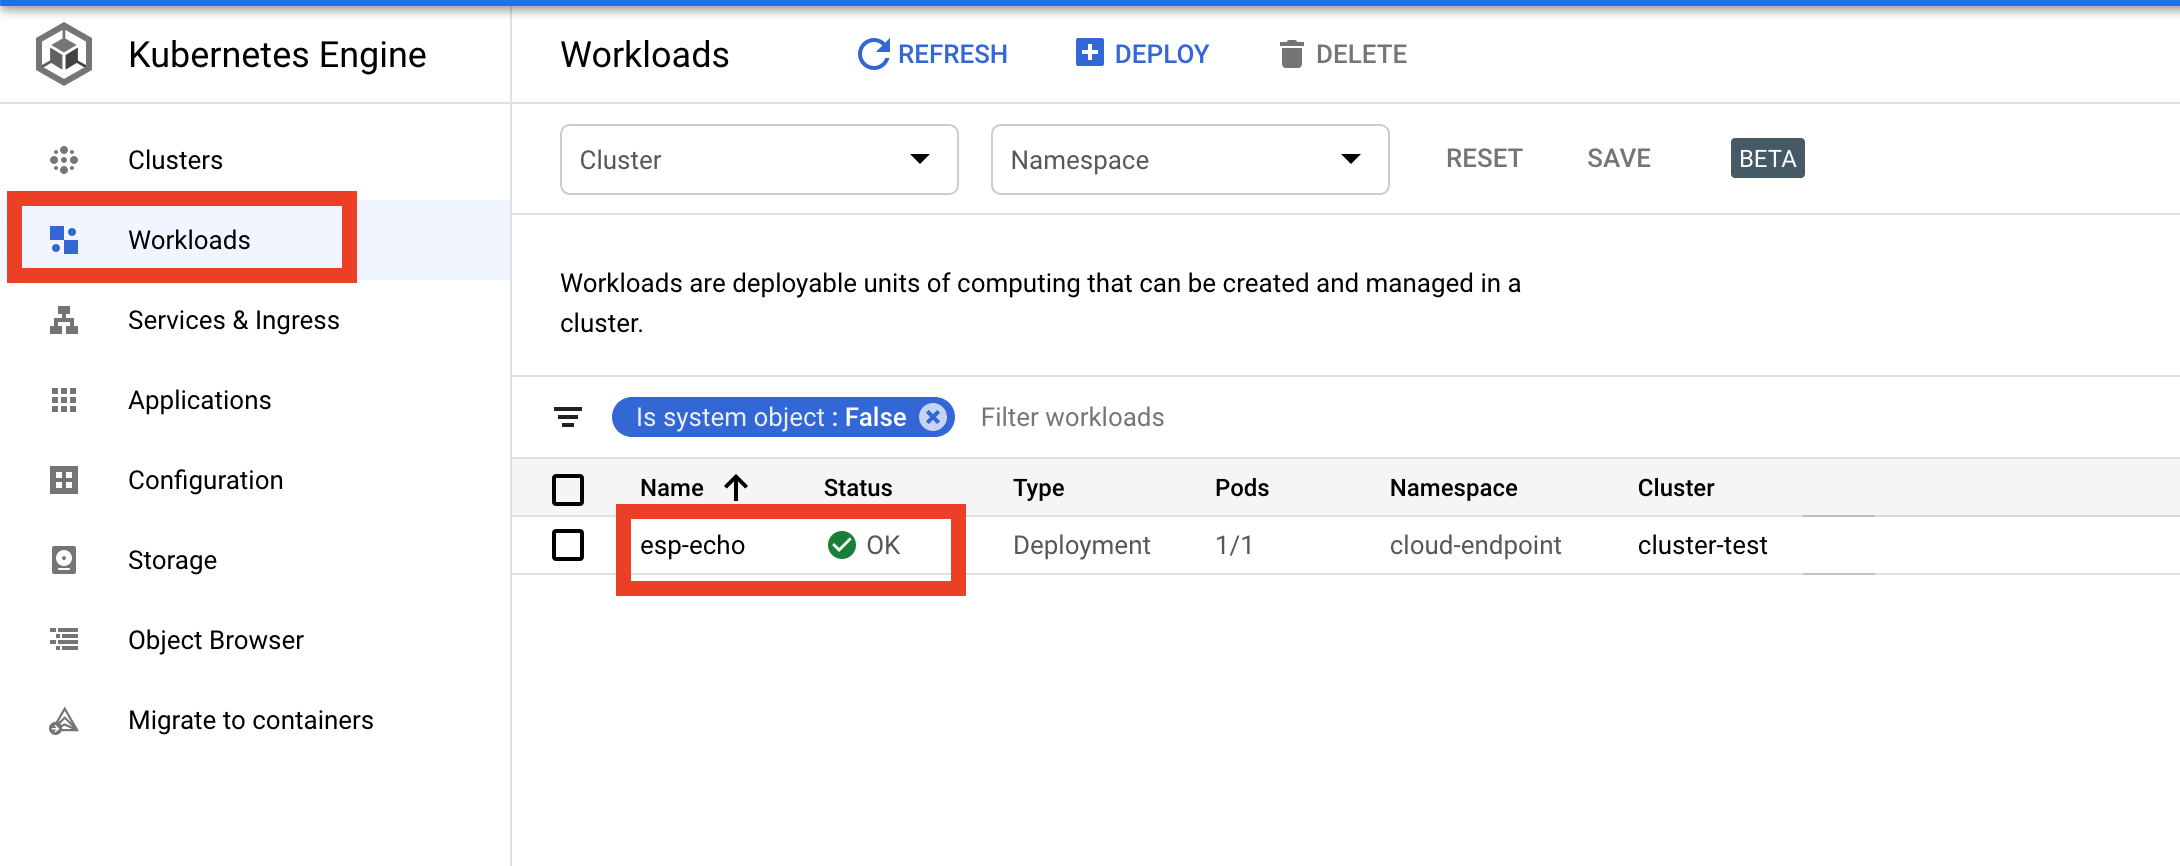 Kubernetes Engine
Workloads
REFRESH
DEPLOY
DELETE
Clusters
Workloads
Services & Ingress
Applications
Configuration
Storage
Object Browser
Migrate to containers
Cluster
Namespace
RESET
SAVE
BETA
Workloads are deployable units of computing that can be created and managed in a
cluster.
Is system object : False
Filter workloads
Name Status Type Pods Namespace Cluster
esp-echo OK Deployment 1/1 cloud-endpoint cluster-test